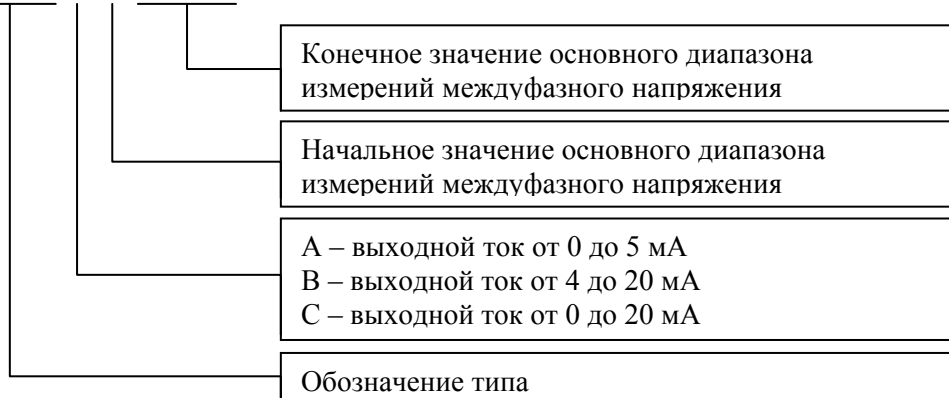 Конечное значение основного диапазона
измерений междуфазного напряжения
Начальное значение основного диапазона
измерений междуфазного напряжения
А – выходной ток от 0 до 5 мА
В – выходной ток от 4 до 20 мА
С – выходной ток от 0 до 20 мА
Обозначение типа